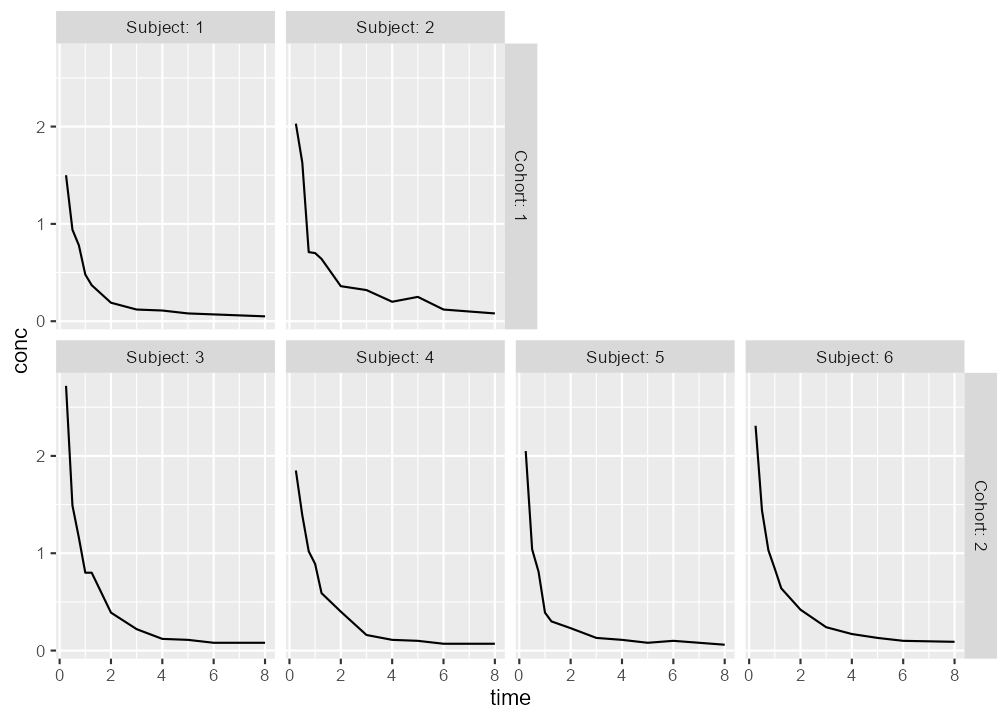 Subject: 1
Subject: 2
Cohort: 1
2
1
0
conc
Subject: 3
Subject: 4
Subject: 5
Subject: 6
Cohort: 2
2
1
0
0 2 4 6 8
0 2 4 6 8
0 2 4 6 8
0 2 4 6 8
time